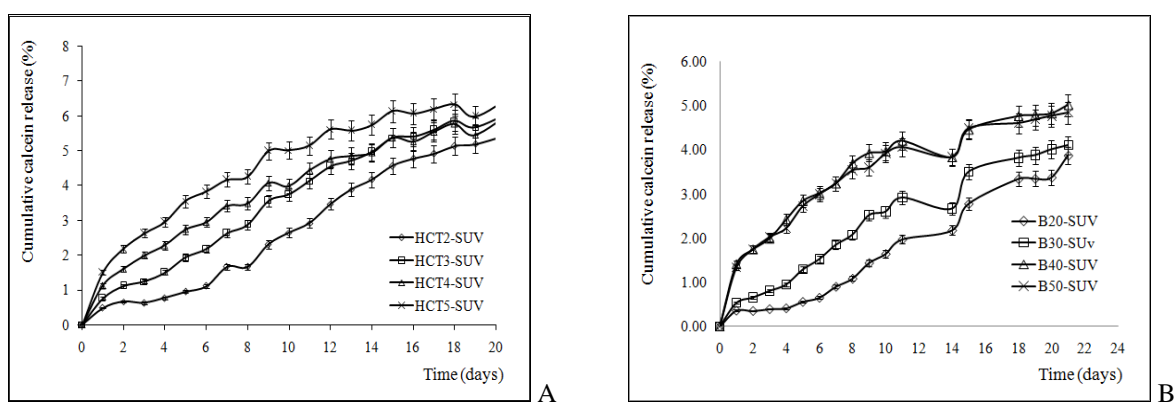 Cumulative calcein release (%)
8
7
6
5
4
3
2
1
0
0 2 4 6 8 10 12 14 16 18 20
Time (days)
HCT2-SUV
HCT3-SUV
HCT4-SUV
HCT5-SUV
A
Cumulative calcein release (%)
6.00
5.00
4.00
3.00
2.00
1.00
0.00
0 2 4 6 8 10 12 14 16 18 20 22 24
Time (days)
B20-SUV
B30-SUv
B40-SUV
B50-SUV
B